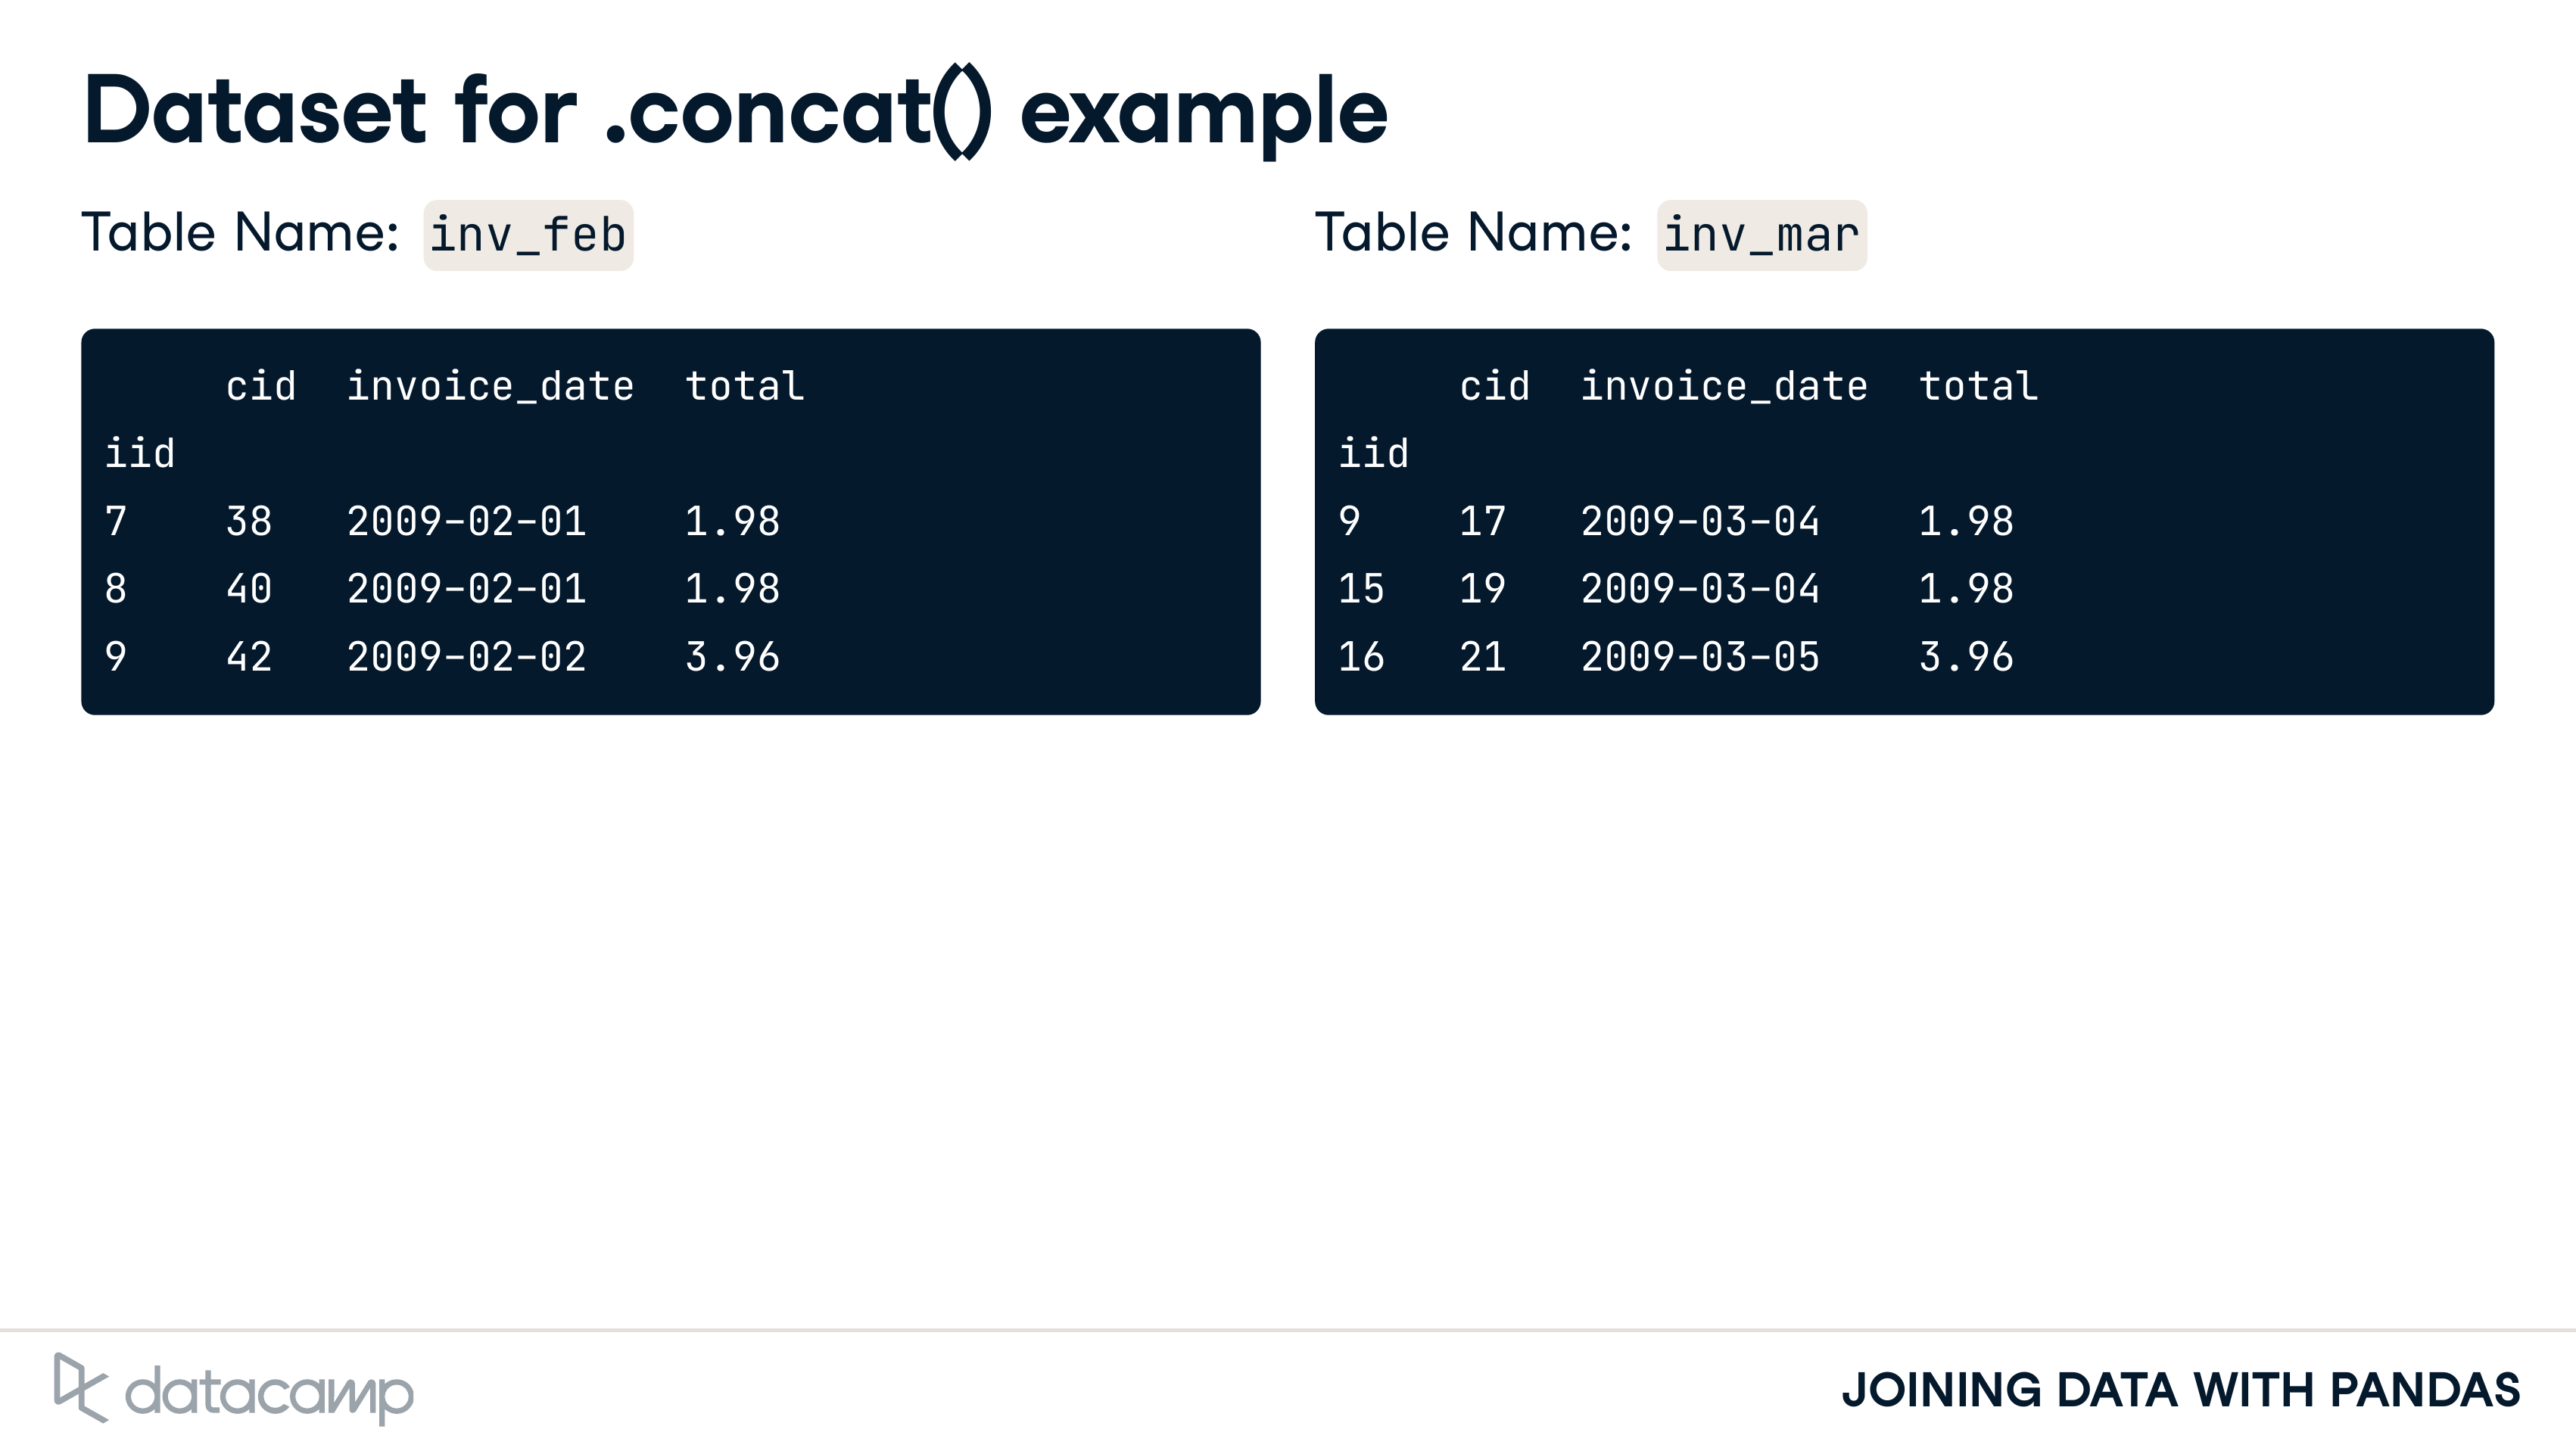 Dataset for .concat() example
Table Name: inv_feb
cid invoice_date total
iid
7 38 2009-02-01 1.98
8 40 2009-02-01 1.98
9 42 2009-02-02 3.96
Table Name: inv_mar
cid invoice_date total
iid
9 17 2009-03-04 1.98
15 19 2009-03-04 1.98
16 21 2009-03-05 3.96
datacamp
JOINING DATA WITH PANDAS